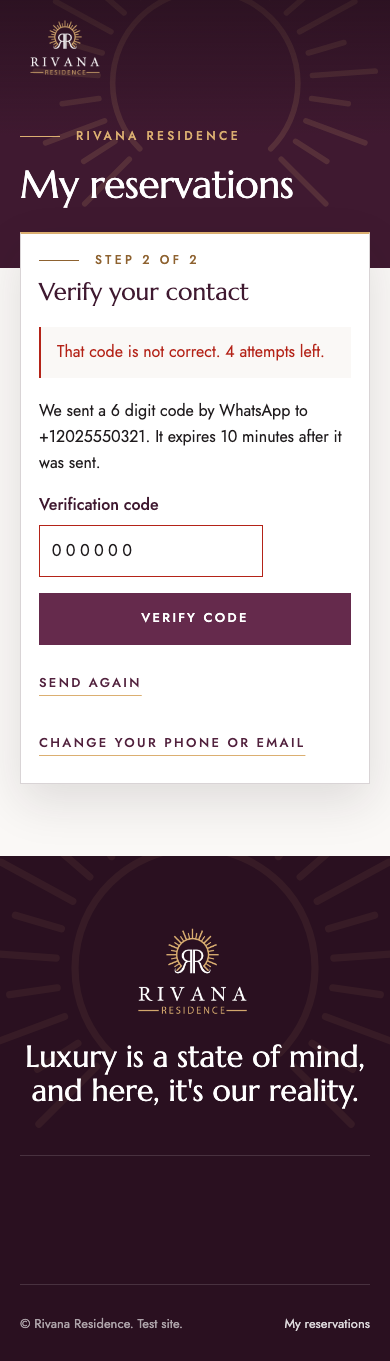 RIVANA
RESIDENCE
RIVANA RESIDENCE
My reservations
STEP 2 OF 2
Verify your contact
That code is not correct. 4 attempts left.
We sent a 6 digit code by WhatsApp to
+12025550321. It expires 10 minutes after it
was sent.
Verification code
000000
VERIFY CODE
SEND AGAIN
CHANGE YOUR PHONE OR EMAIL
RIVANA
RESIDENCE
Luxury is a state of mind,
and here, it's our reality.
© Rivana Residence. Test site.
My reservations